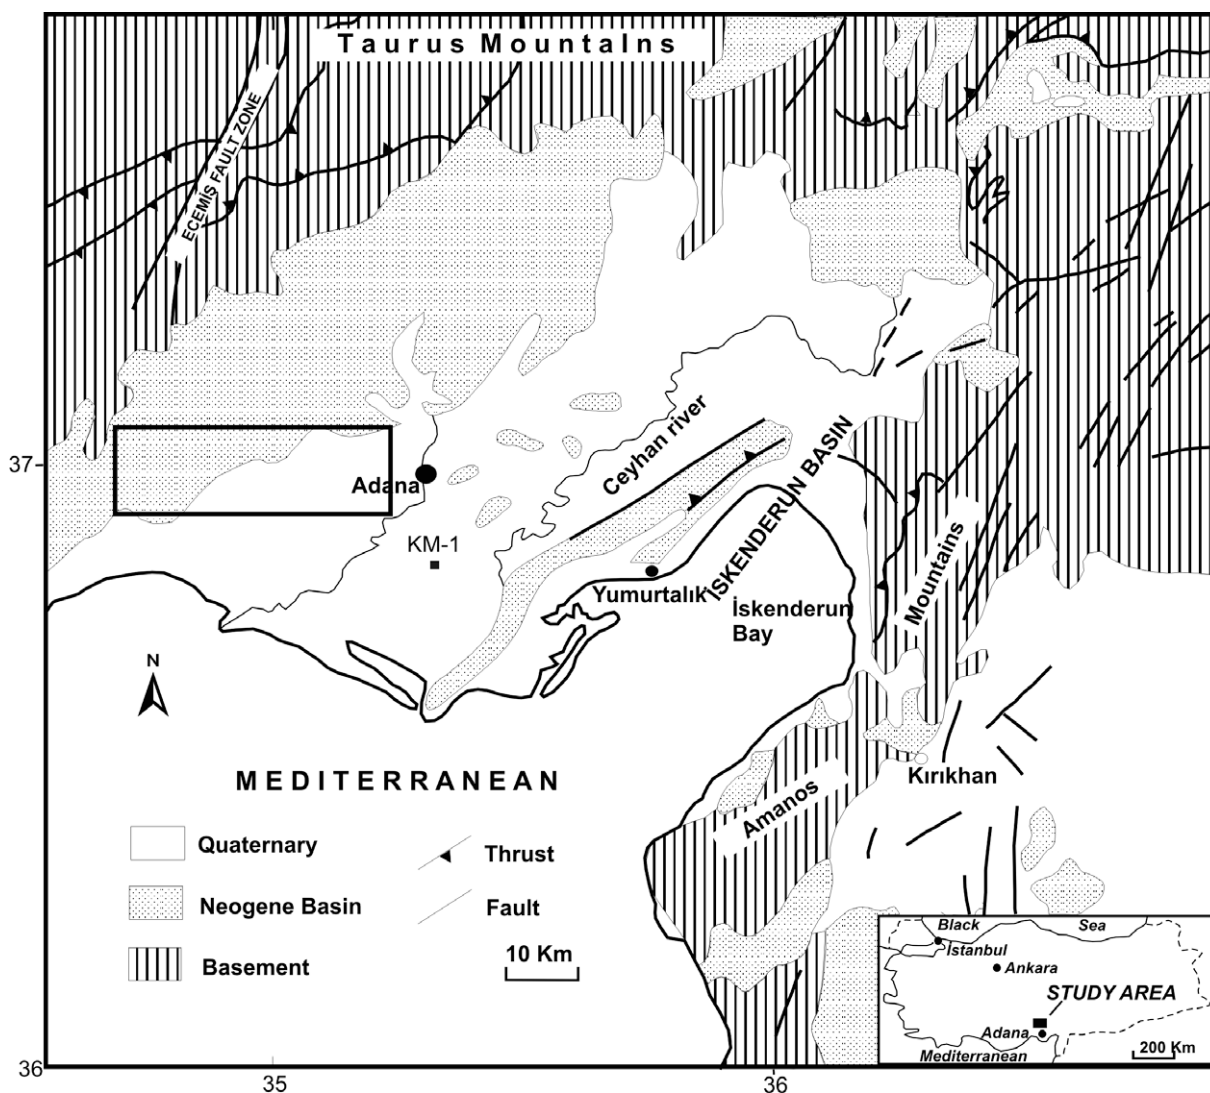 Taurus Mountaıns
ECEMİŞ FAULT ZONE
Ceyhan river
37
Adana
KM-1
İSKENDERUN BASIN
Yumurtalık
İskenderun
Bay
Mountains
N
MEDITERRANEAN
Kırıkhan
Amanos
Quaternary
Thrust
Neogene Basin
Fault
Basement
10 Km
Black
Sea
İstanbul
Ankara
STUDY AREA
Adana
Mediterranean
200 Km
36
35
36